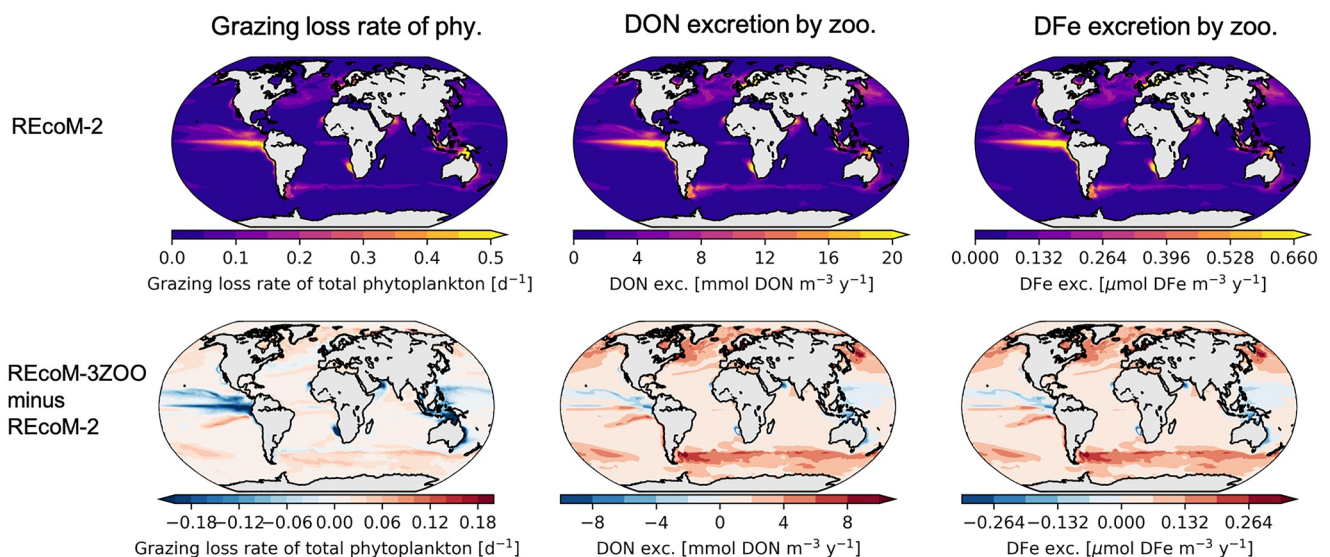 Grazing loss rate of phy. DON excretion by zoo. DFe excretion by zoo.
REcoM-2
0.0 0.1 0.2 0.3 0.4 0.5 0 4 8 12 16 20 0.000 0.132 0.264 0.396 0.528 0.660
Grazing loss rate of total phytoplankton [d⁻¹] DON exc. [mmol DON m⁻³ y⁻¹] DFe exc. [μmol DFe m⁻³ y⁻¹]
REcoM-3ZOO
minus
REcoM-2
−0.18 −0.12 −0.06 0.00 0.06 0.12 0.18 −8 −4 0 4 8 −0.264 −0.132 0.000 0.132 0.264
Grazing loss rate of total phytoplankton [d⁻¹] DON exc. [mmol DON m⁻³ y⁻¹] DFe exc. [μmol DFe m⁻³ y⁻¹]